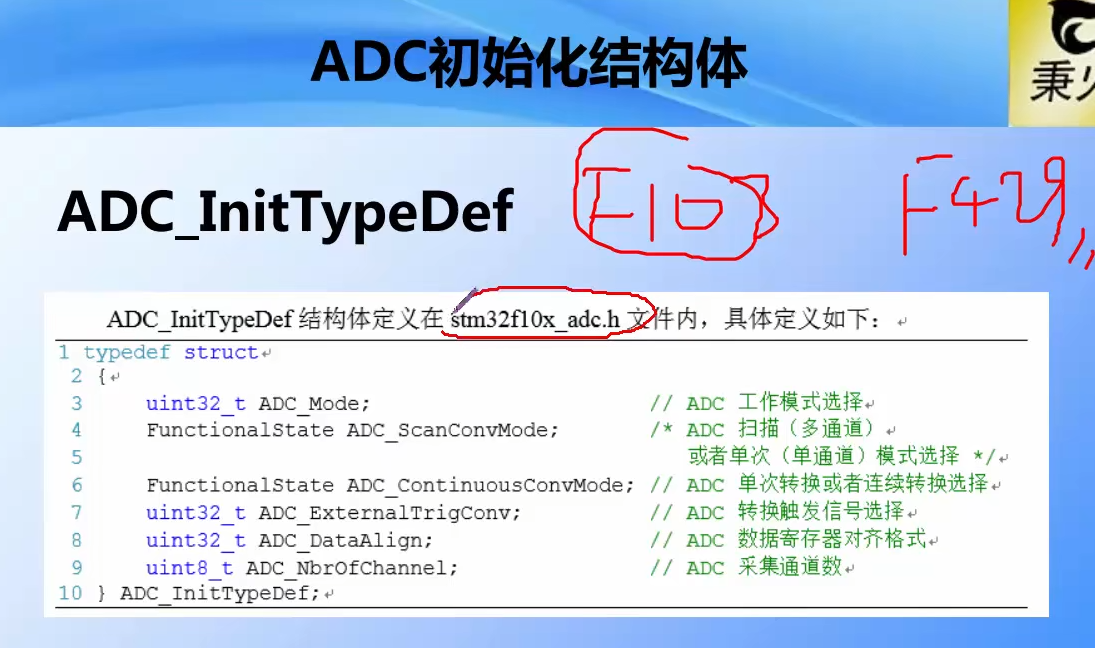 ADC初始化结构体
秉火
ADC_InitTypeDef
F103
F429
ADC_InitTypeDef 结构体定义在 stm32f10x_adc.h 文件内，具体定义如下：
1 typedef struct
2 {
3 uint32_t ADC_Mode; // ADC 工作模式选择
4 FunctionalState ADC_ScanConvMode; /* ADC 扫描（多通道）
5 或者单次（单通道）模式选择 */
6 FunctionalState ADC_ContinuousConvMode; // ADC 单次转换或者连续转换选择
7 uint32_t ADC_ExternalTrigConv; // ADC 转换触发信号选择
8 uint32_t ADC_DataAlign; // ADC 数据寄存器对齐格式
9 uint8_t ADC_NbrOfChannel; // ADC 采集通道数
10 } ADC_InitTypeDef;